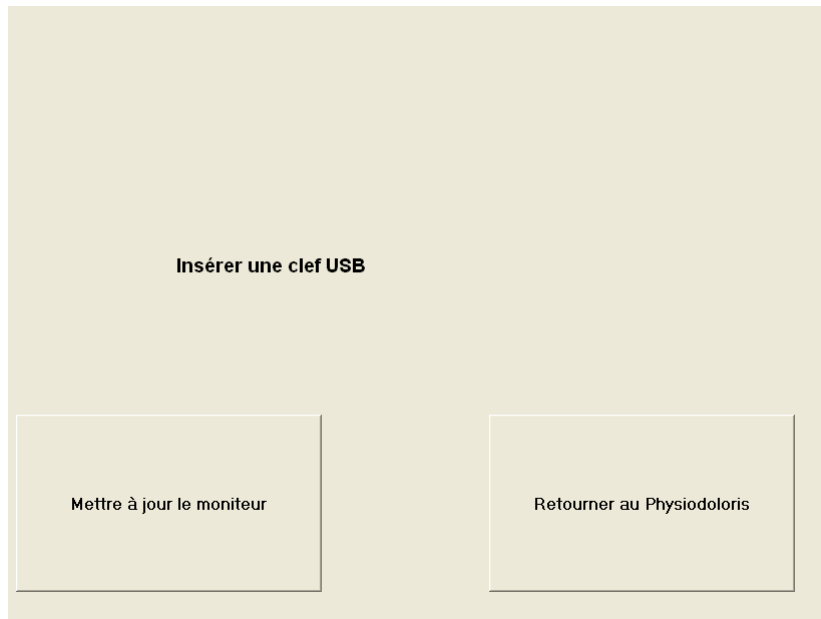 Insérer une clef USB
Mettre à jour le moniteur
Retourner au Physiodoloris